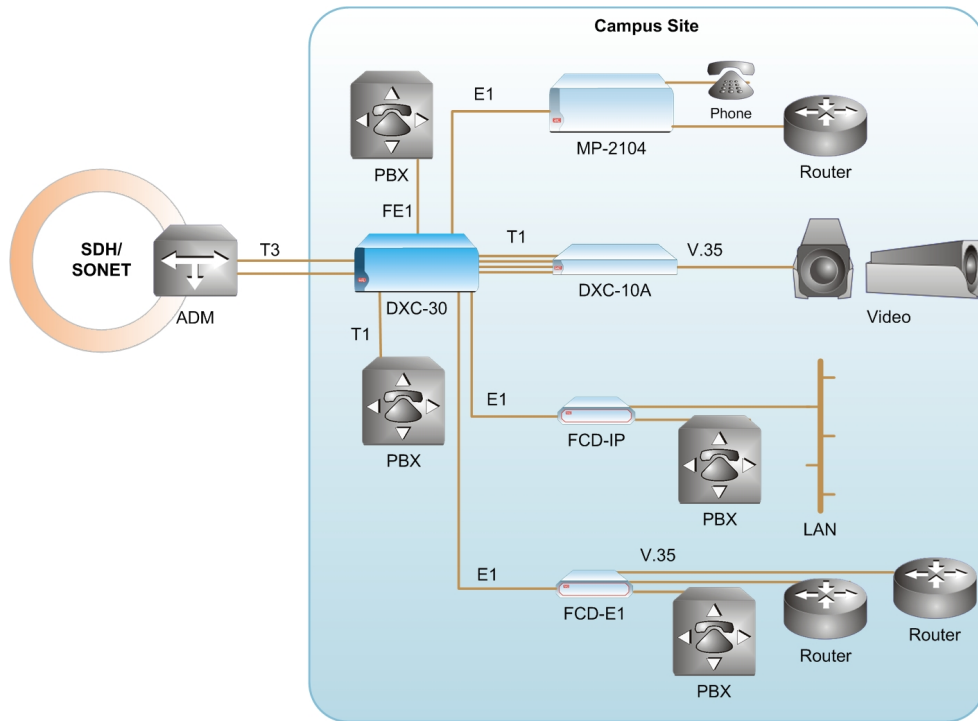 Campus Site
E1
Phone
MP-2104
Router
PBX
FE1
SDH/
SONET
T3
ADM
T1
V.35
DXC-30
DXC-10A
Video
T1
PBX
E1
FCD-IP
PBX
LAN
V.35
E1
FCD-E1
PBX
Router
Router